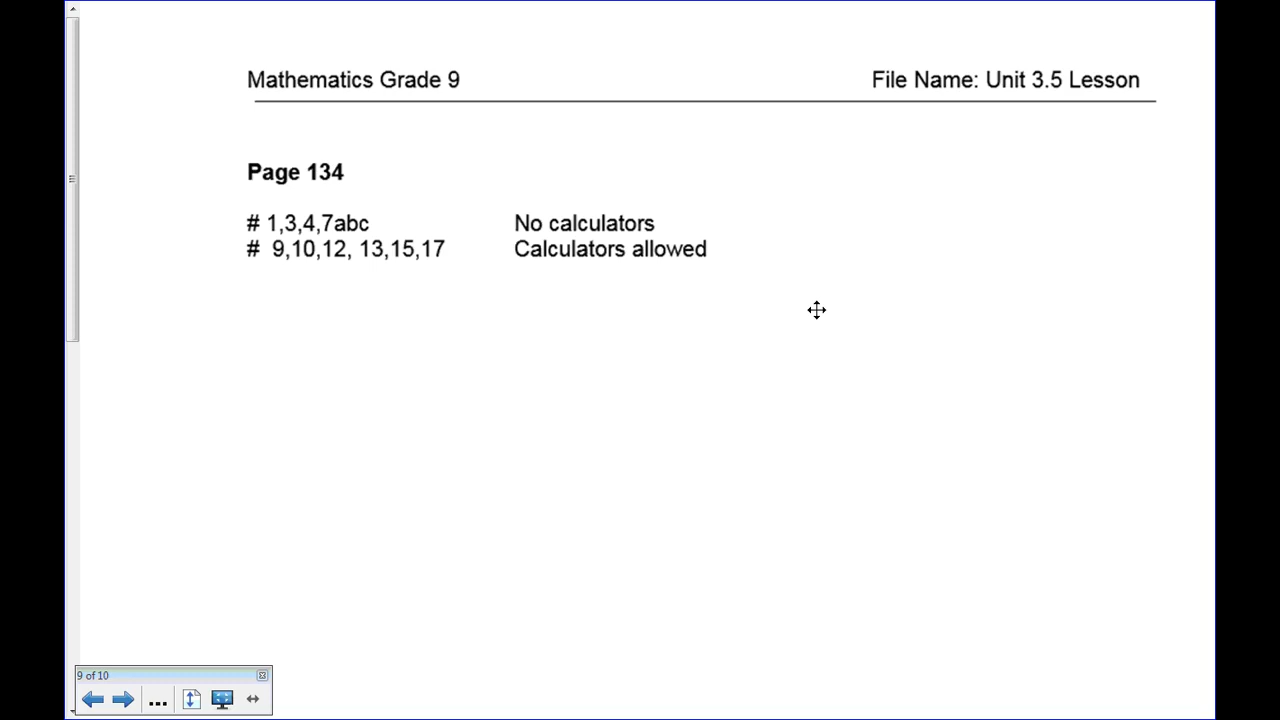 Mathematics Grade 9 File Name: Unit 3.5 Lesson
Page 134
# 1,3,4,7abc No calculators
# 9,10,12, 13,15,17 Calculators allowed
9 of 10